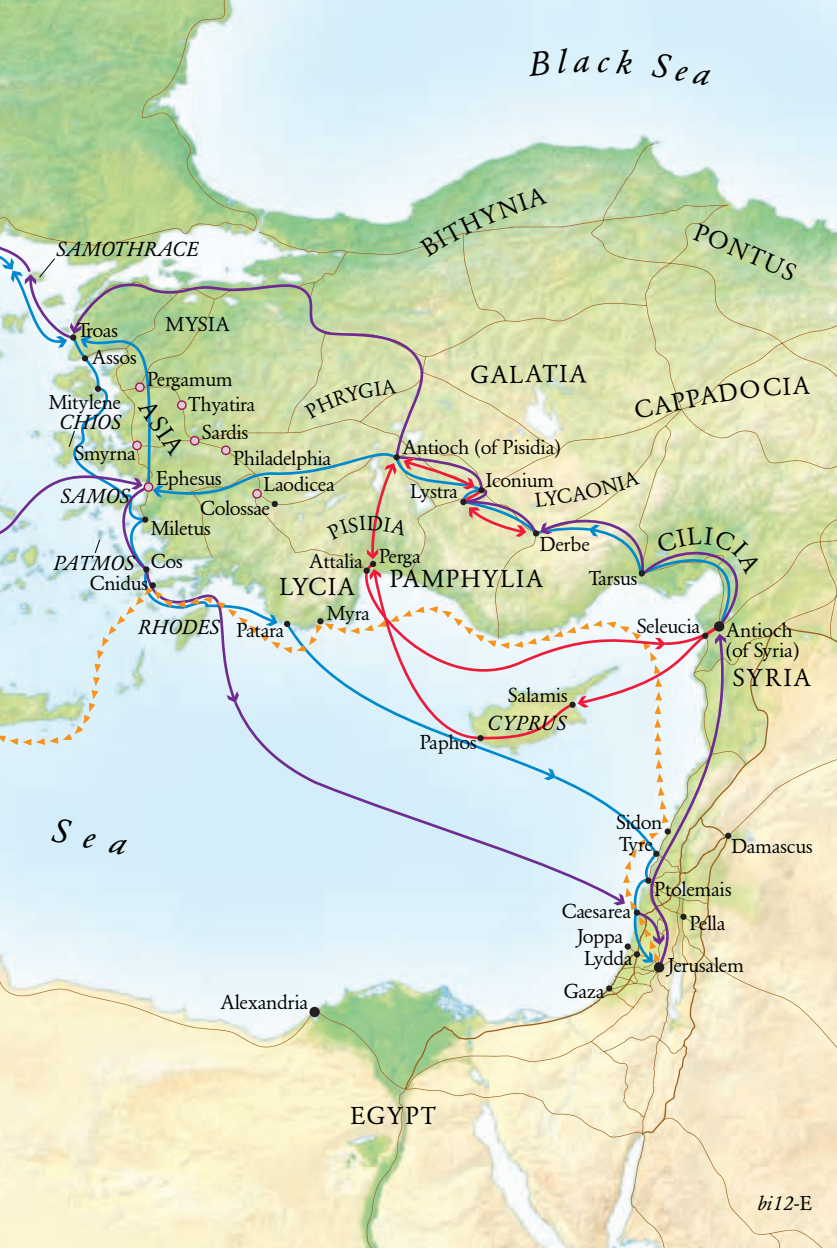 Black Sea
BITHYNIA
PONTUS
SAMOTHRACE
Troas
MYSIA
Assos
GALATIA
Pergamum
PHRYGIA
CAPPADOCIA
Mitylene
Thyatira
CHIOS
ASIA
Sardis
Antioch (of Pisidia)
Smyrna
Philadelphia
Ephesus
Laodicea
Iconium
Lystra
LYCAONIA
SAMOS
Colossae
Miletus
PISIDIA
Derbe
CILICIA
PATMOS
Cos
Attalia
Perga
Cnidus
LYCIA
PAMPHYLIA
Tarsus
RHODES
Patara
Myra
Seleucia
Antioch
(of Syria)
SYRIA
Salamis
CYPRUS
Paphos
Sea
Sidon
Tyre
Damascus
Ptolemais
Caesarea
Pella
Joppa
Lydda
Jerusalem
Gaza
Alexandria
EGYPT
bi12-E